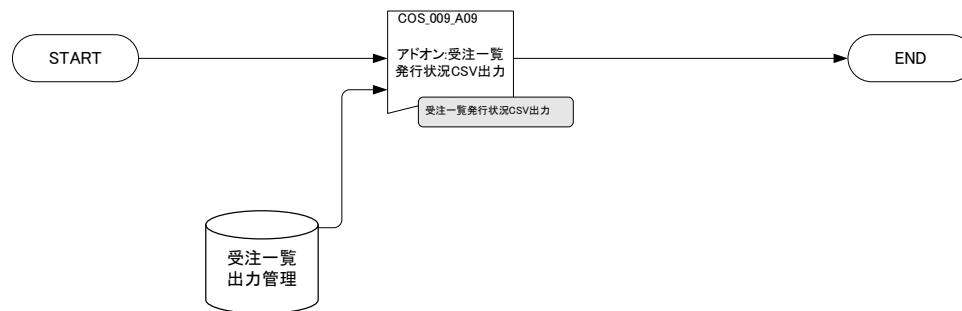 START
COS_009_A09
アドオン:受注一覧
発行状況CSV出力
受注一覧発行状況CSV出力
END
受注一覧
出力管理